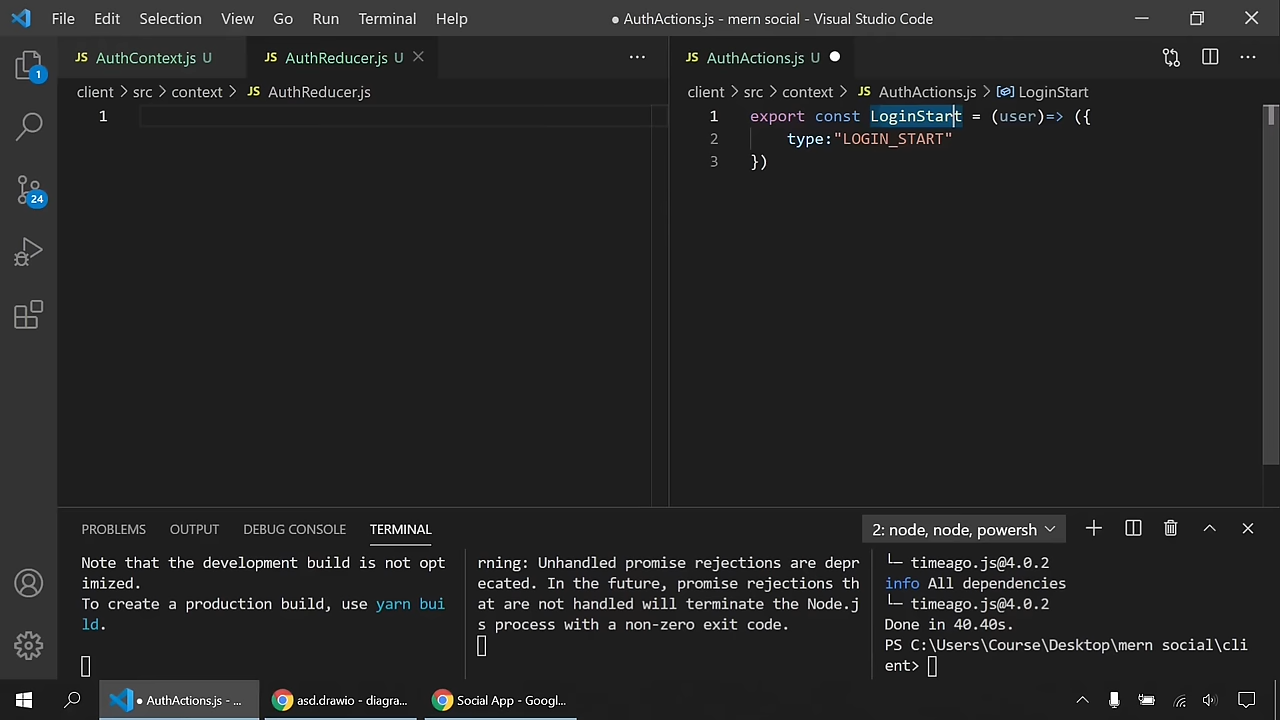 File Edit Selection View Go Run Terminal Help
● AuthActions.js - mern social - Visual Studio Code
JS AuthContext.js U
JS AuthReducer.js U
JS AuthActions.js U
client > src > context > JS AuthReducer.js
client > src > context > JS AuthActions.js > LoginStart
1
1 export const LoginStart = (user)=> ({
2 type:"LOGIN_START"
3 })
1
24
PROBLEMS OUTPUT DEBUG CONSOLE TERMINAL
2: node, node, powersh
Note that the development build is not opt
imized.
To create a production build, use yarn bui
ld.
rning: Unhandled promise rejections are depr
ecated. In the future, promise rejections th
at are not handled will terminate the Node.j
s process with a non-zero exit code.
└─ timeago.js@4.0.2
info All dependencies
└─ timeago.js@4.0.2
Done in 40.40s.
PS C:\Users\Course\Desktop\mern social\cli
ent>
● AuthActions.js - ...
asd.drawio - diagra...
Social App - Googl...